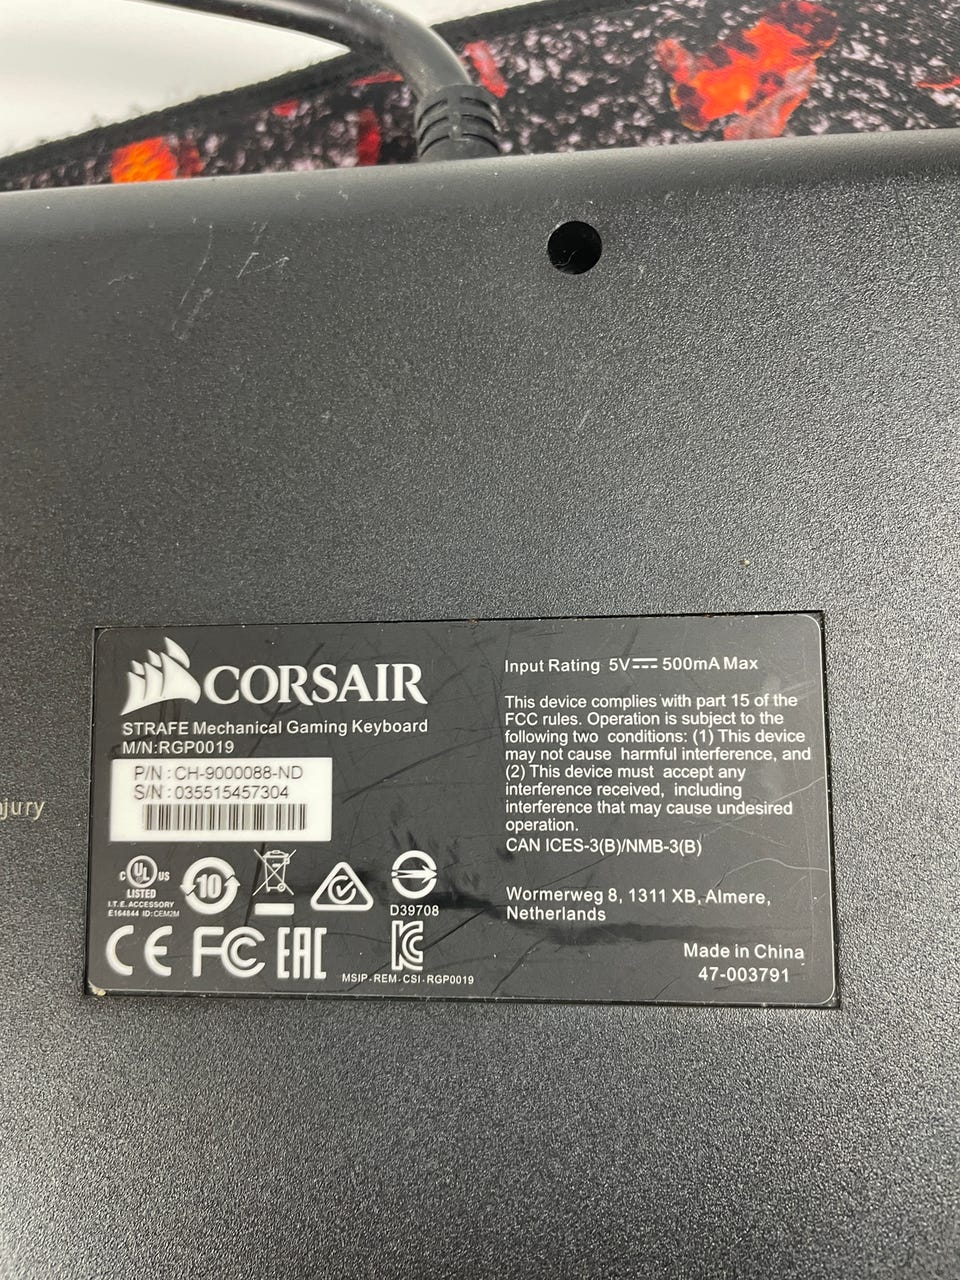 CORSAIR
STRAFE Mechanical Gaming Keyboard
M/N:RGP0019
P/N : CH-9000088-ND
S/N : 035515457304
c UL US
LISTED
I.T.E. ACCESSORY
E164844 ID:CEM2M
10
D39708
CE FC EAC KC
MSIP-REM-CSI-RGP0019
Input Rating 5V 500mA Max
This device complies with part 15 of the
FCC rules. Operation is subject to the
following two conditions: (1) This device
may not cause harmful interference, and
(2) This device must accept any
interference received, including
interference that may cause undesired
operation.
CAN ICES-3(B)/NMB-3(B)
Wormerweg 8, 1311 XB, Almere,
Netherlands
Made in China
47-003791